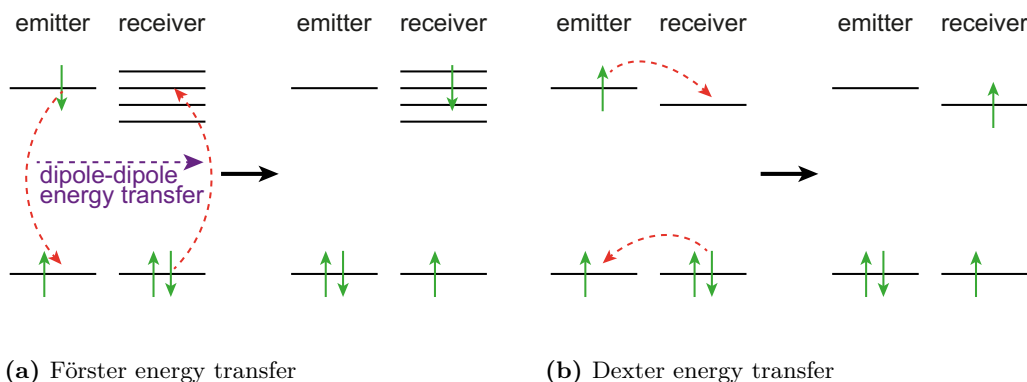 emitter receiver emitter receiver emitter receiver emitter receiver
dipole-dipole
energy transfer
(a) Förster energy transfer
(b) Dexter energy transfer